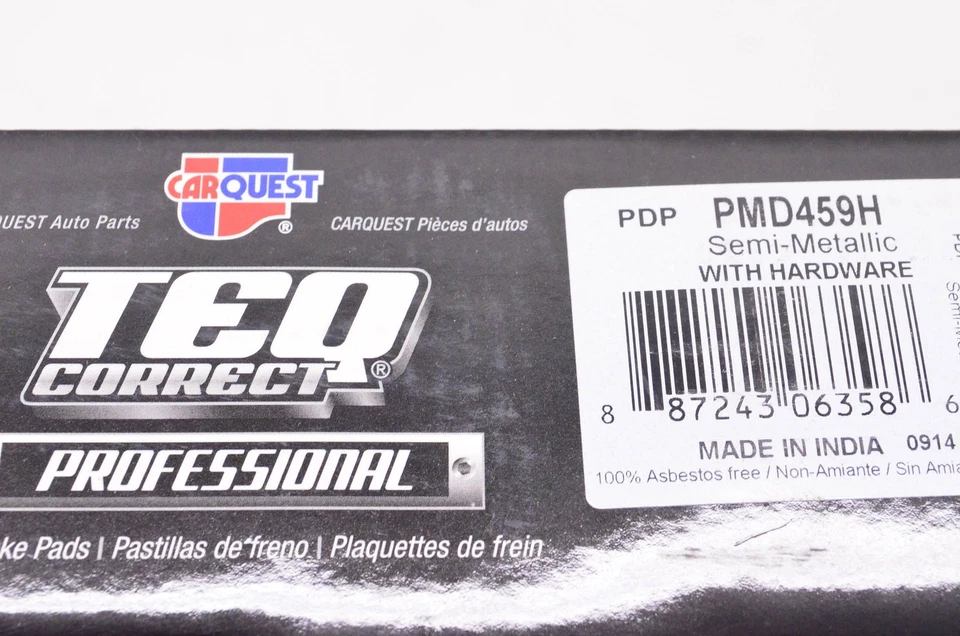 CARQUEST®
QUEST Auto Parts
CARQUEST Pièces d'autos
TEQ
CORRECT®
PROFESSIONAL
ke Pads | Pastillas de freno | Plaquettes de frein
PDP PMD459H
Semi-Metallic
WITH HARDWARE
8 87243 06358 6
MADE IN INDIA 0914
100% Asbestos free / Non-Amiante / Sin Amia